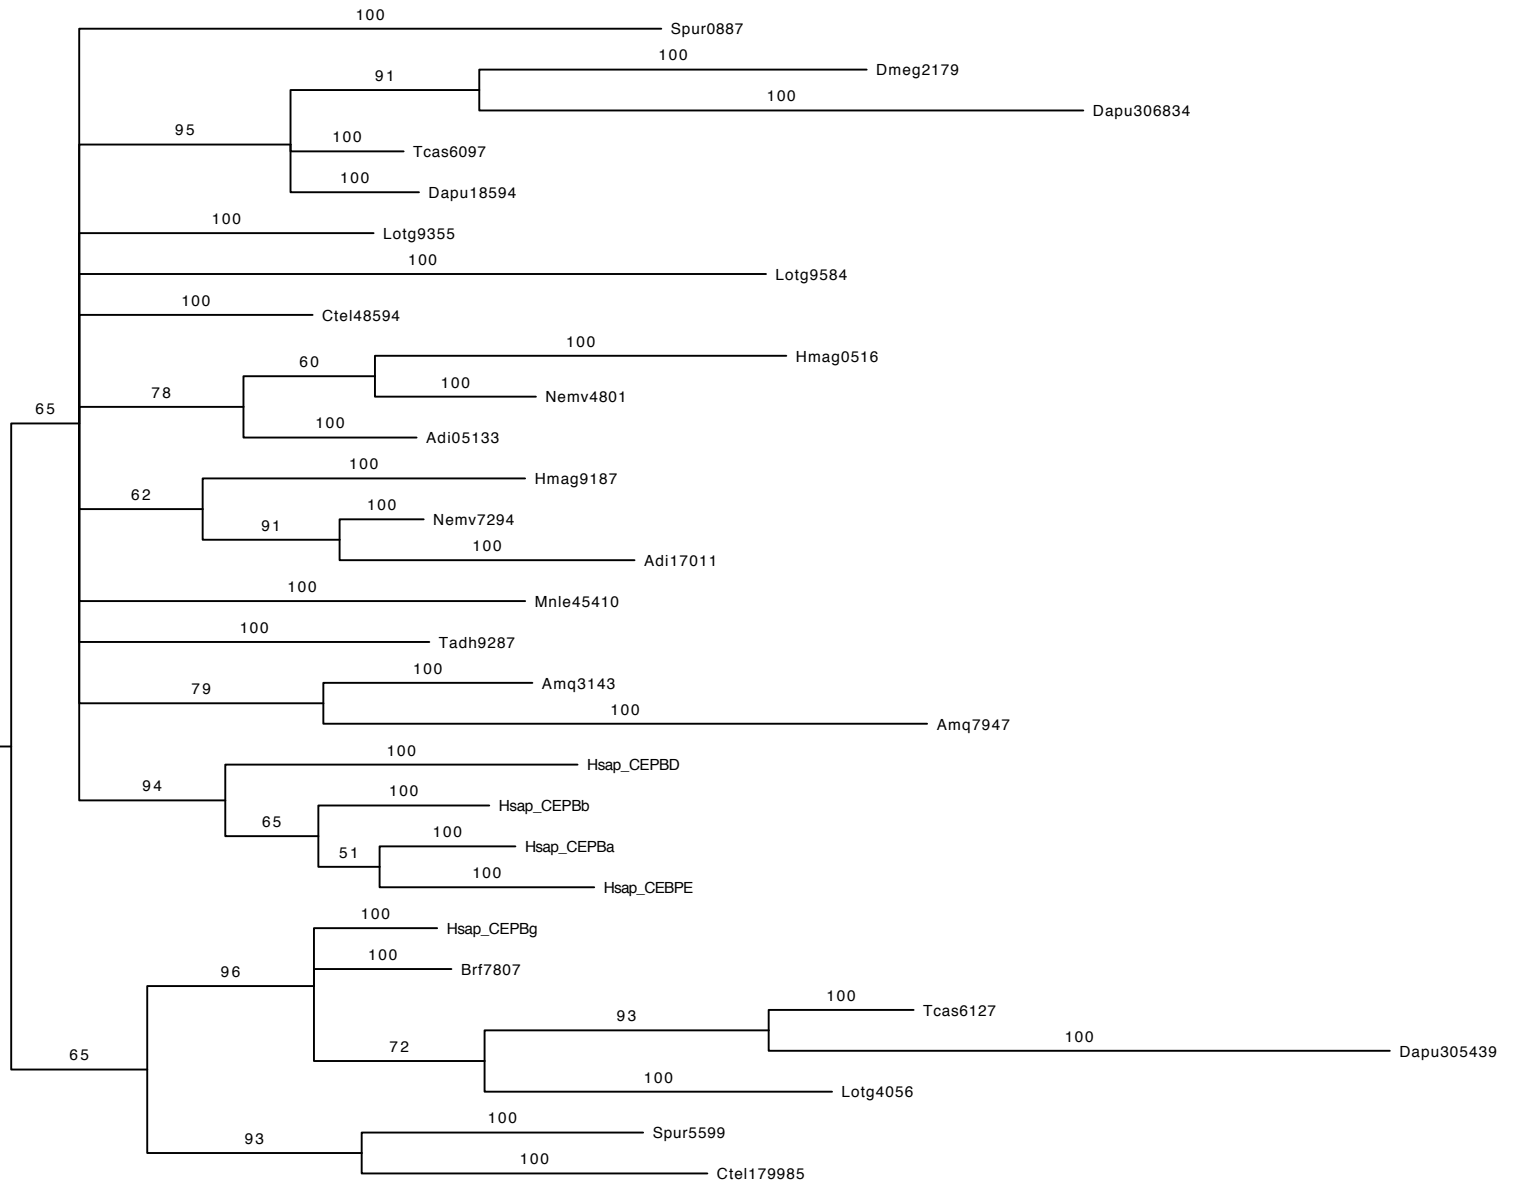 100
Spur0887
100
Dmeg2179
91
100
Dapu306834
95
100
Tcas6097
100
Dapu18594
100
Lotg9355
100
Lotg9584
100
Ctel48594
100
Hmag0516
60
100
Nemv4801
78
65
100
Adi05133
100
Hmag9187
62
100
Nemv7294
91
100
Adi17011
100
Mnle45410
100
Tadh9287
100
Amq3143
79
100
Amq7947
100
Hsap_CEPBD
94
100
Hsap_CEPBb
65
100
Hsap_CEPBa
51
100
Hsap_CEBPE
100
Hsap_CEPBg
96
100
Brf7807
100
Tcas6127
93
100
Dapu305439
72
65
100
Lotg4056
100
Spur5599
93
100
Ctel179985